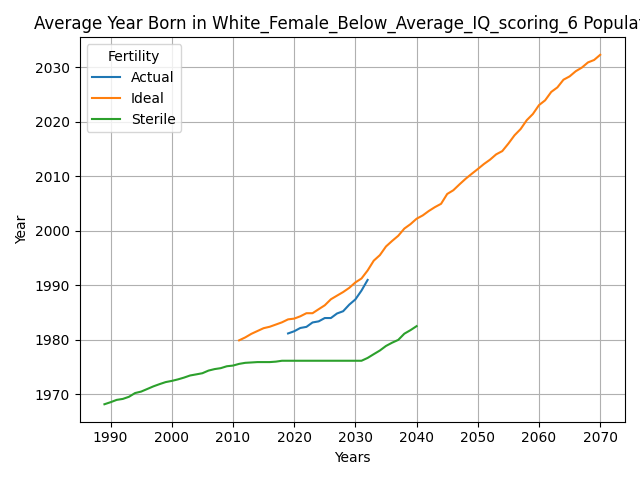 Average Year Born in White_Female_Below_Average_IQ_scoring_6 Popula
Fertility
Actual
Ideal
Sterile
Year
2030
2020
2010
2000
1990
1980
1970
1990 2000 2010 2020 2030 2040 2050 2060 2070
Years